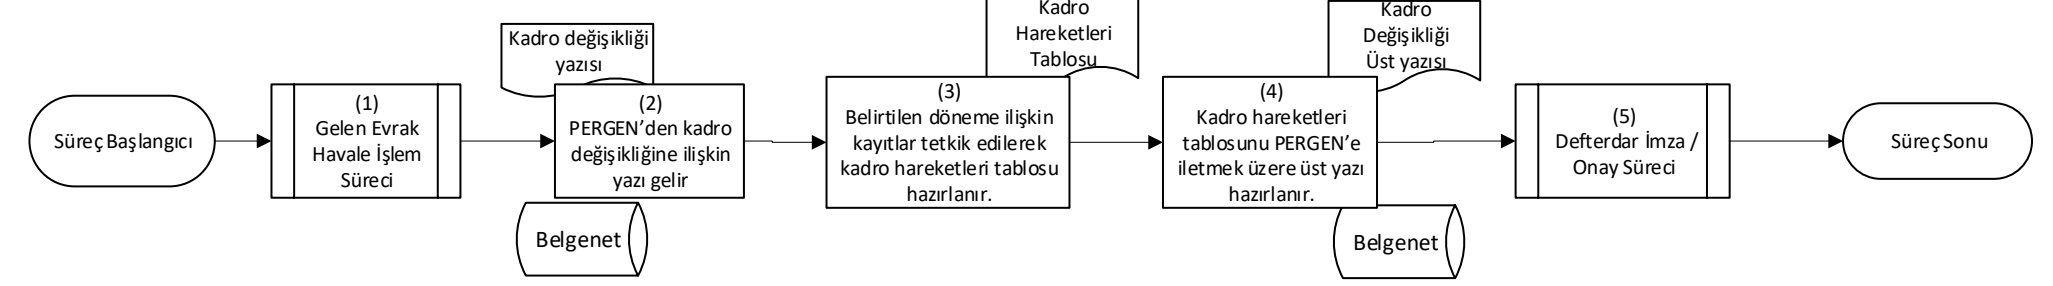 Süreç Başlangıcı
(1)
Gelen Evrak
Havale İşlem
Süreci
Kadro değişikliği
yazısı
(2)
PERGEN’den kadro
değişikliğine ilişkin
yazı gelir
Belgenet
Kadro
Hareketleri
Tablosu
(3)
Belirtilen döneme ilişkin
kayıtlar tetkik edilerek
kadro hareketleri tablosu
hazırlanır.
Kadro
Değişikliği
Üst yazısı
(4)
Kadro hareketleri
tablosunu PERGEN’e
iletmek üzere üst yazı
hazırlanır.
Belgenet
(5)
Defterdar İmza /
Onay Süreci
Süreç Sonu